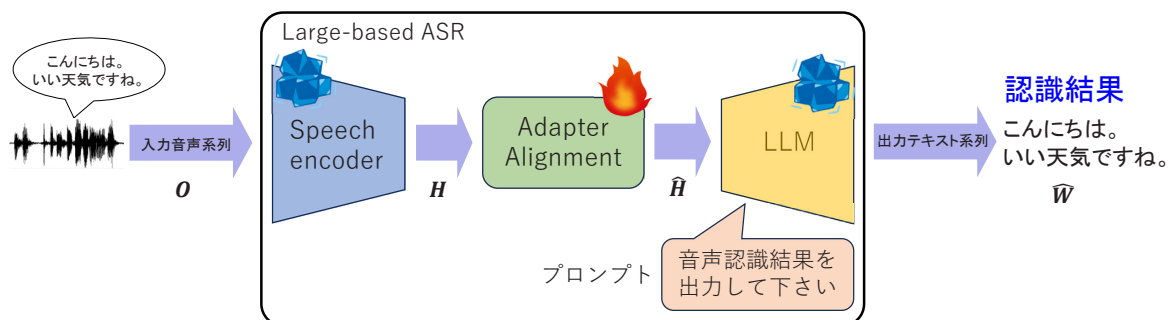 Large-based ASR
こんにちは。
いい天気ですね。
入力音声系列
O
Speech
encoder
H
Adapter
Alignment
Ĥ
LLM
プロンプト
音声認識結果を
出力して下さい
出力テキスト系列
認識結果
こんにちは。
いい天気ですね。
Ŵ